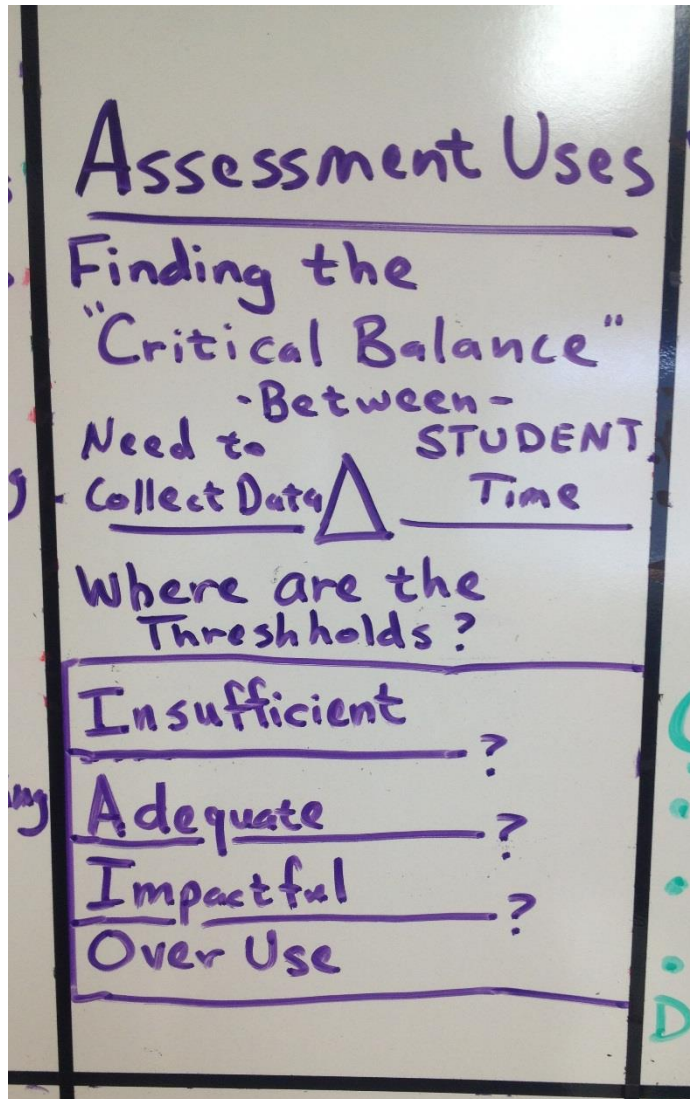 Assessment Uses
Finding the
"Critical Balance"
-Between-
Need to STUDENT
Collect Data Time
Where are the
Threshholds?
Insufficient
?
Adequate ?
Impactful ?
Over Use